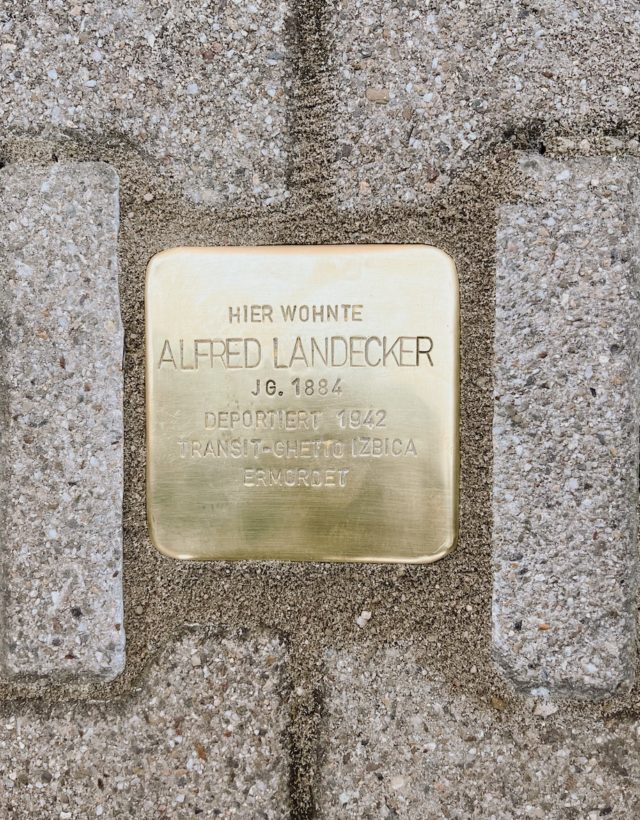 HIER WOHNTE
ALFRED LANDECKER
JG. 1884
DEPORTIERT 1942
TRANSIT-GHETTO IZBICA
ERMORDET